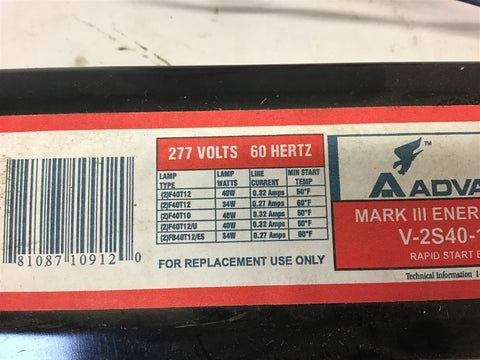 277 VOLTS 60 HERTZ
LAMP TYPE LAMP WATTS LINE CURRENT MIN START TEMP
(2)F40T12 40W 0.32 Amps 50°F
(2)F40T12 34W 0.27 Amps 60°F
(2)F40T10 40W 0.32 Amps 50°F
(2)F40T12/U 40W 0.32 Amps 50°F
(2)FB40T12/ES 34W 0.27 Amps 60°F
FOR REPLACEMENT USE ONLY
81087 10912 0
ADVA
TM
MARK III ENER
V-2S40-
RAPID START
Technical Information